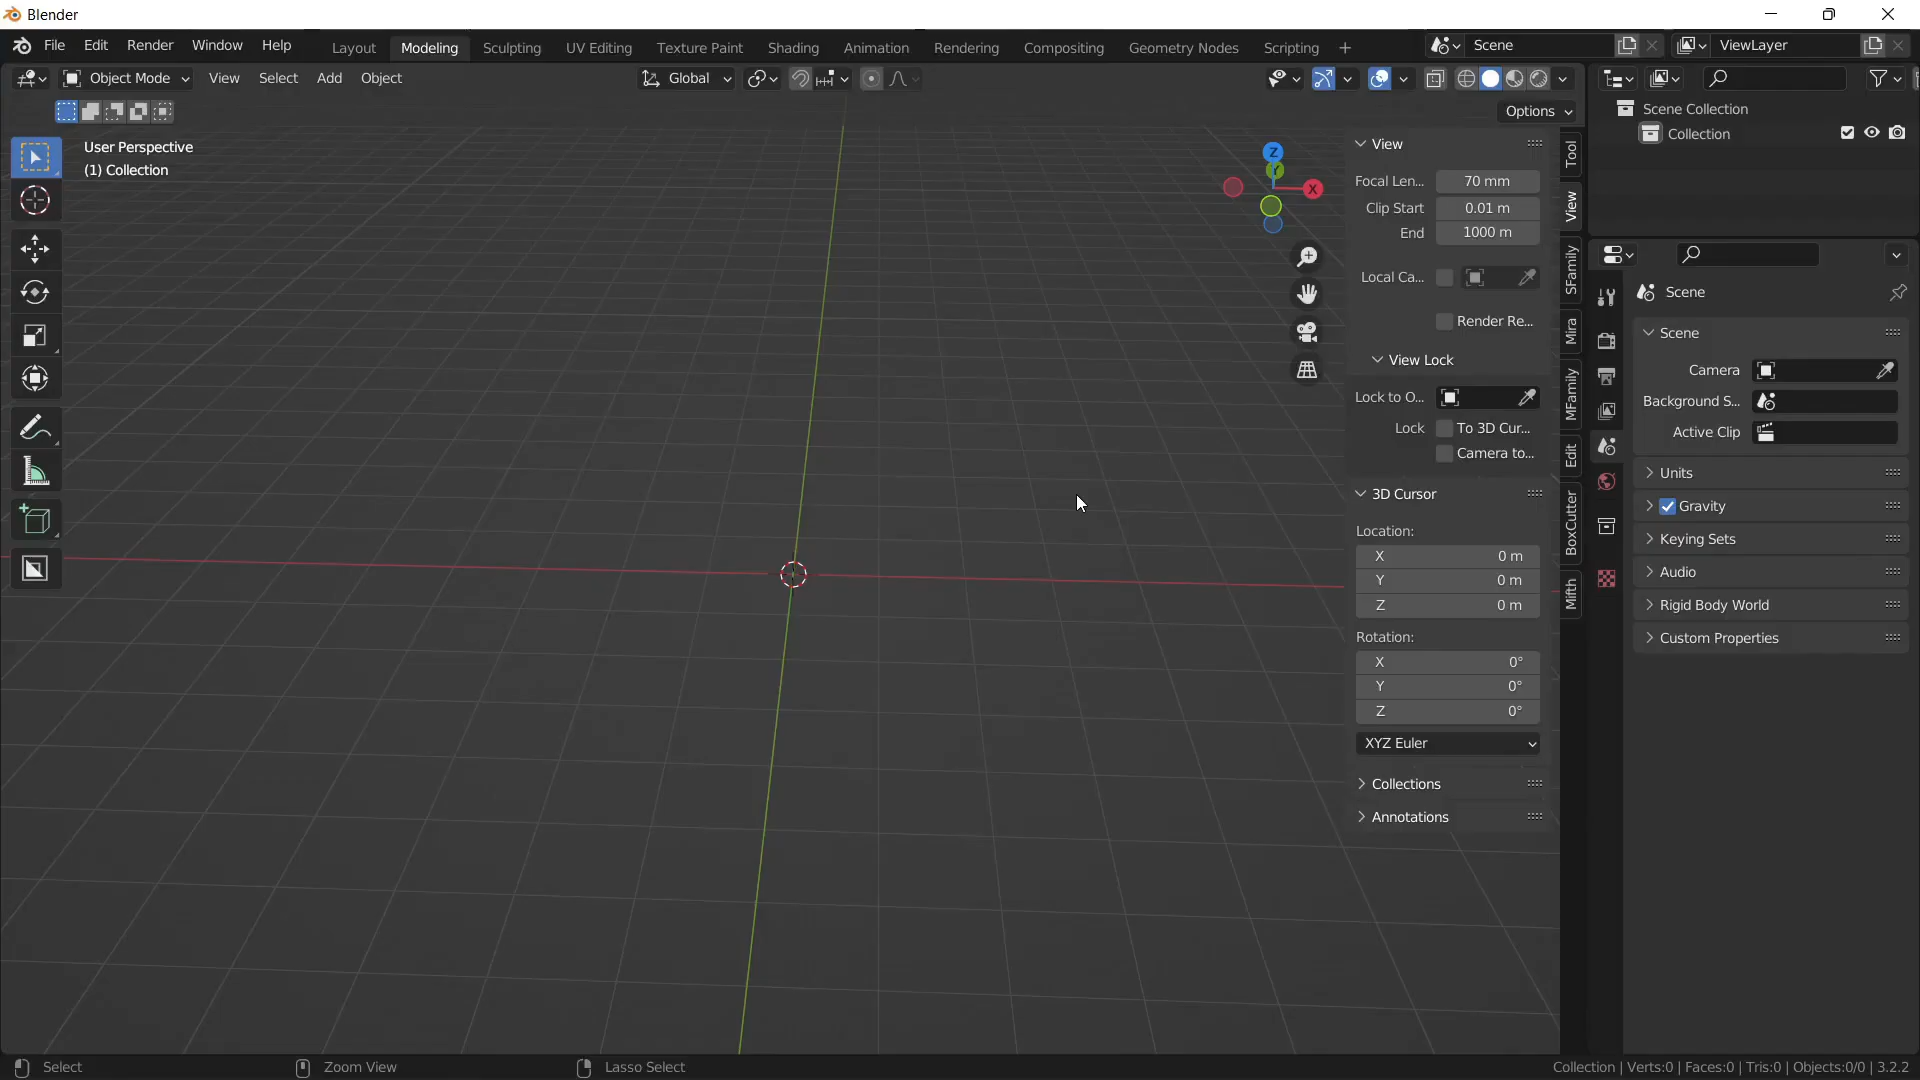 Blender
File Edit Render Window Help Layout Modeling Sculpting UV Editing Texture Paint Shading Animation Rendering Compositing Geometry Nodes Scripting + Scene ViewLayer
Object Mode View Select Add Object Global
Options
User Perspective
(1) Collection
Z
X
View
Focal Len... 70 mm
Clip Start 0.01 m
End 1000 m
Local Ca...
Render Re...
View Lock
Lock to O...
Lock To 3D Cur...
Camera to...
3D Cursor
Location:
X 0 m
Y 0 m
Z 0 m
Rotation:
X 0°
Y 0°
Z 0°
XYZ Euler
Collections
Annotations
Tool
View
SFamily
Mira
MFamily
Edit
BoxCutter
Mifth
Scene Collection
Collection
Scene
Scene
Camera
Background S...
Active Clip
Units
Gravity
Keying Sets
Audio
Rigid Body World
Custom Properties
Select Zoom View Lasso Select Collection | Verts:0 | Faces:0 | Tris:0 | Objects:0/0 | 3.2.2